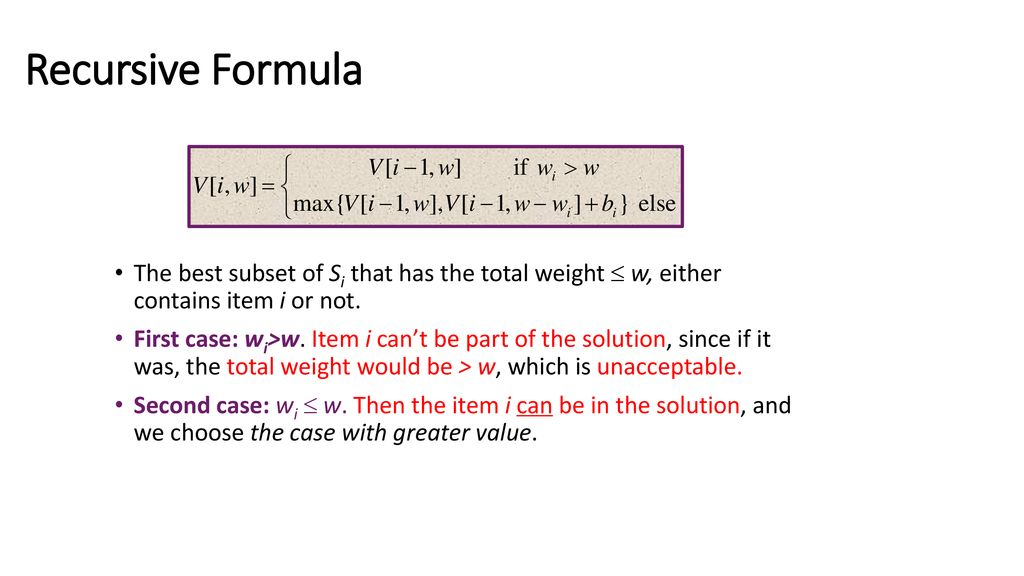 Recursive Formula
V[i, w] = { V[i − 1, w] if wᵢ > w
max{V[i − 1, w], V[i − 1, w − wᵢ] + bᵢ} else
• The best subset of Sᵢ that has the total weight ≤ w, either
contains item i or not.
• First case: wᵢ>w. Item i can’t be part of the solution, since if it
was, the total weight would be > w, which is unacceptable.
• Second case: wᵢ ≤ w. Then the item i can be in the solution, and
we choose the case with greater value.